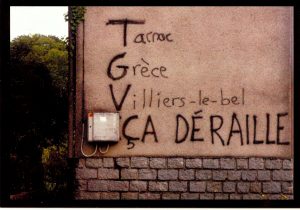 Tarnac
Grèce
Villiers-le-bel
ÇA DÉRAILLE